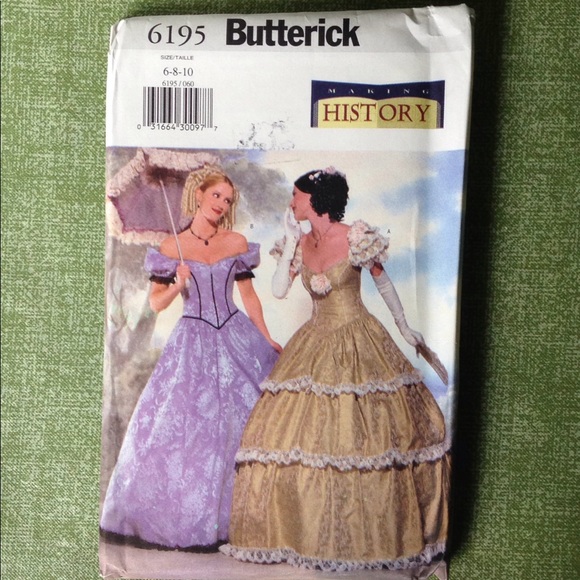 6195 Butterick
SIZE/TAILLE
6-8-10
6195/060
0 31664 30097 7
MAKING
HISTORY
B
A